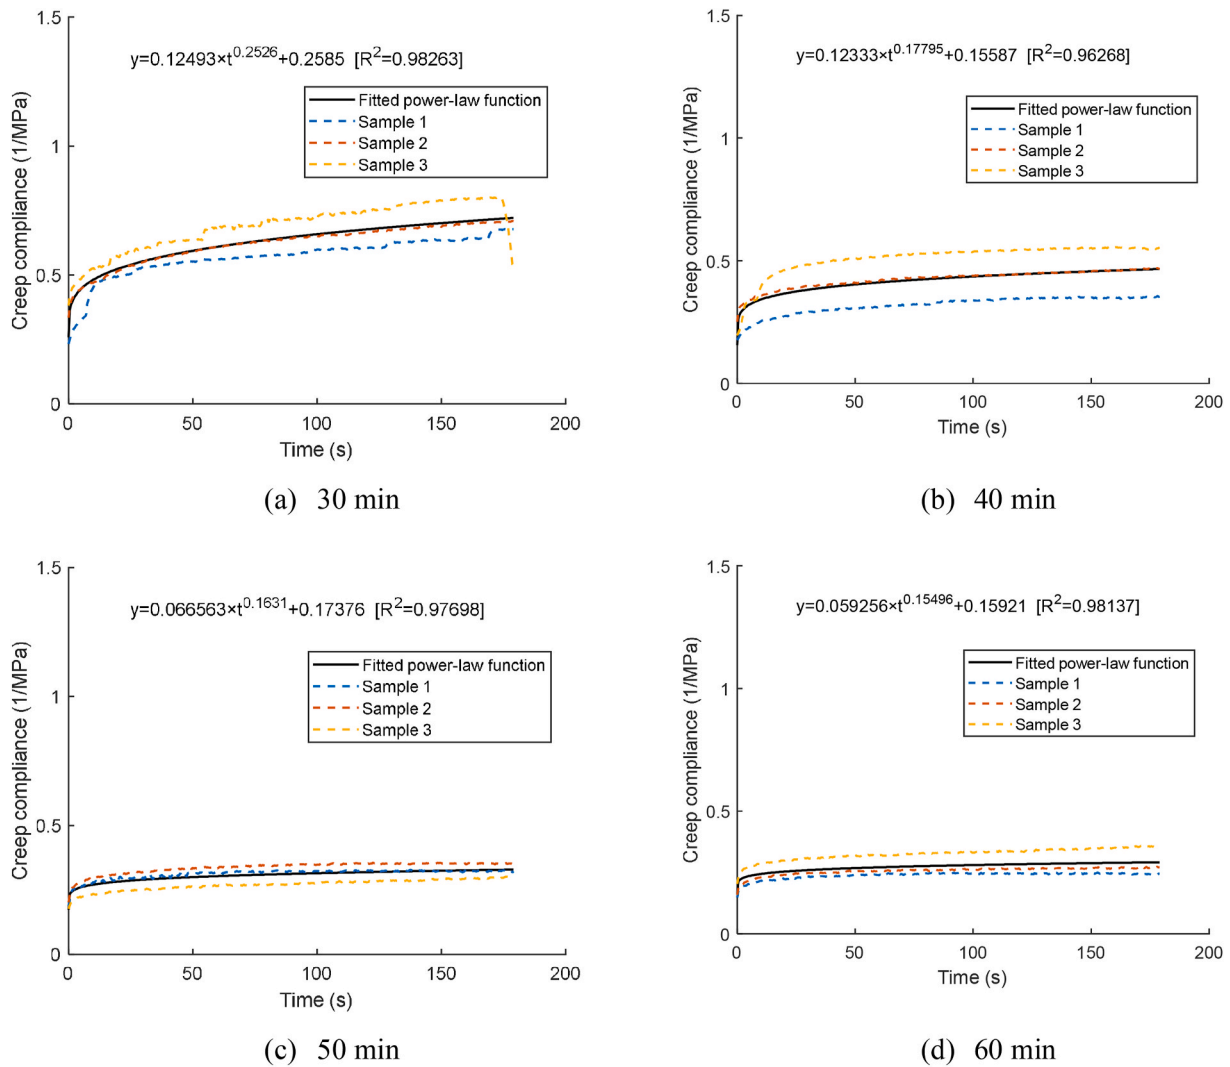 y=0.12493×t^0.2526+0.2585 [R^2=0.98263]
Fitted power-law function
Sample 1
Sample 2
Sample 3
Creep compliance (1/MPa)
1.5
1
0.5
0
0 50 100 150 200
Time (s)
(a) 30 min
y=0.12333×t^0.17795+0.15587 [R^2=0.96268]
Fitted power-law function
Sample 1
Sample 2
Sample 3
Creep compliance (1/MPa)
1.5
1
0.5
0
0 50 100 150 200
Time (s)
(b) 40 min
y=0.066563×t^0.1631+0.17376 [R^2=0.97698]
Fitted power-law function
Sample 1
Sample 2
Sample 3
Creep compliance (1/MPa)
1.5
1
0.5
0
0 50 100 150 200
Time (s)
(c) 50 min
y=0.059256×t^0.15496+0.15921 [R^2=0.98137]
Fitted power-law function
Sample 1
Sample 2
Sample 3
Creep compliance (1/MPa)
1.5
1
0.5
0
0 50 100 150 200
Time (s)
(d) 60 min